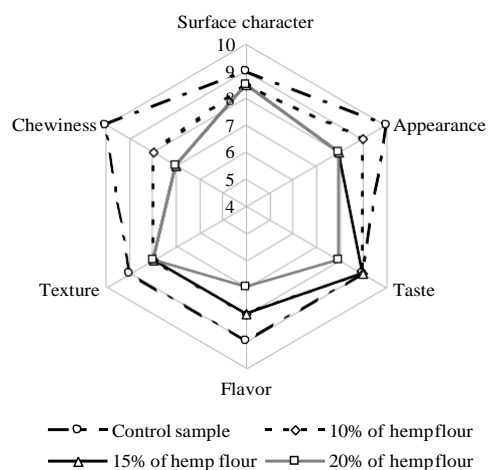 Surface character
10
9
8
7
6
5
4
Chewiness
Appearance
Texture
Taste
Flavor
Control sample
10% of hempflour
15% of hemp flour
20% of hempflour